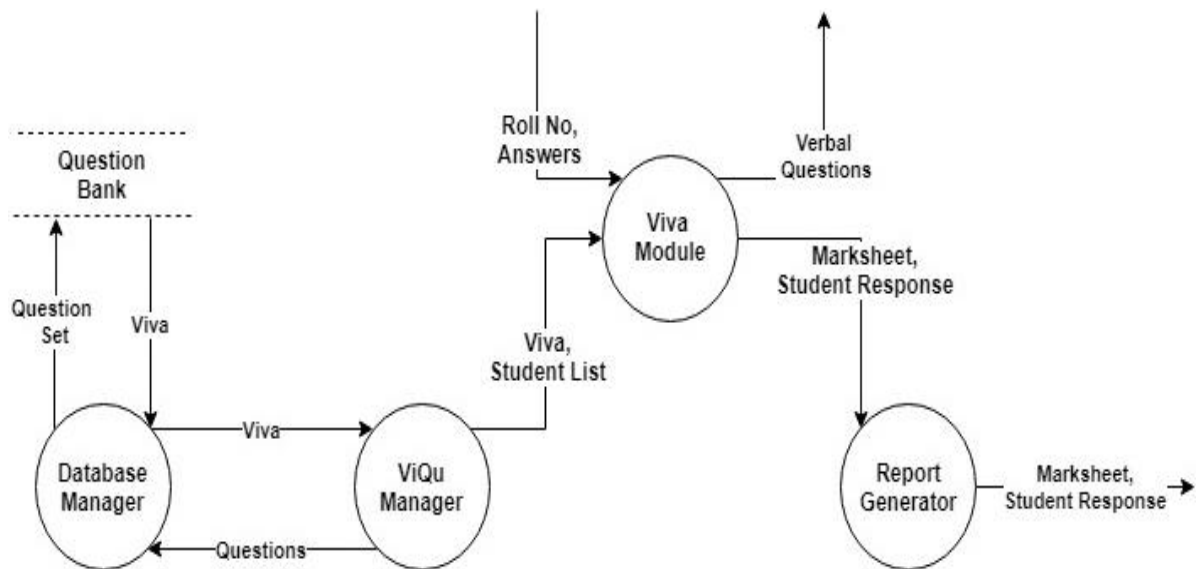 Roll No,
Answers
Verbal
Questions
Question
Bank
Viva
Module
Marksheet,
Student Response
Question
Set
Viva
Viva,
Student List
Viva
Database
Manager
ViQu
Manager
Report
Generator
Marksheet,
Student Response
Questions